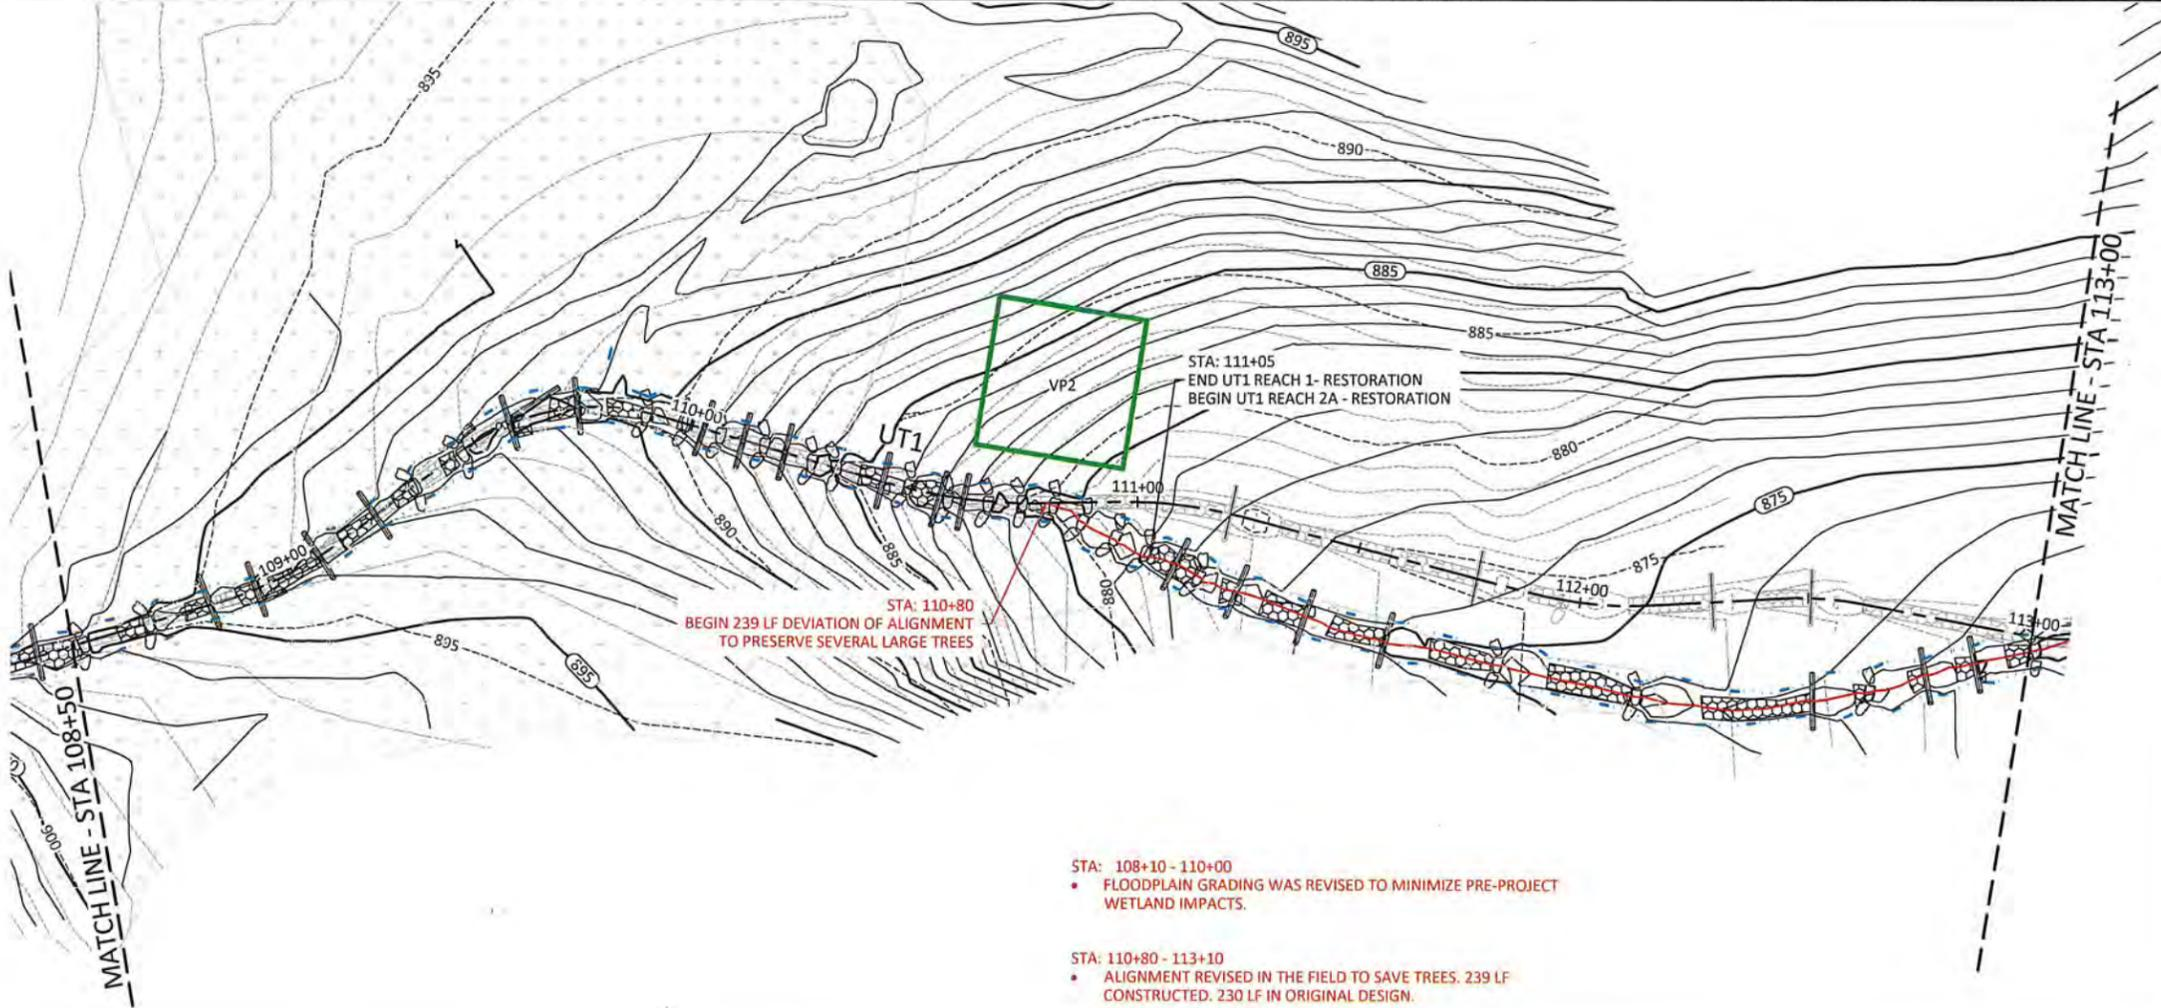 895
895
890
885
885
VP2
STA: 111+05
END UT1 REACH 1- RESTORATION
BEGIN UT1 REACH 2A - RESTORATION
110+00
UT1
880
111+00
875
890
885
109+00
875
112+00
880
STA: 110+80
BEGIN 239 LF DEVIATION OF ALIGNMENT
TO PRESERVE SEVERAL LARGE TREES
113+00
895
895
900
MATCH LINE - STA 108+50
MATCH LINE - STA 113+00
STA: 108+10 - 110+00
• FLOODPLAIN GRADING WAS REVISED TO MINIMIZE PRE-PROJECT
WETLAND IMPACTS.
STA: 110+80 - 113+10
• ALIGNMENT REVISED IN THE FIELD TO SAVE TREES. 239 LF
CONSTRUCTED. 230 LF IN ORIGINAL DESIGN.